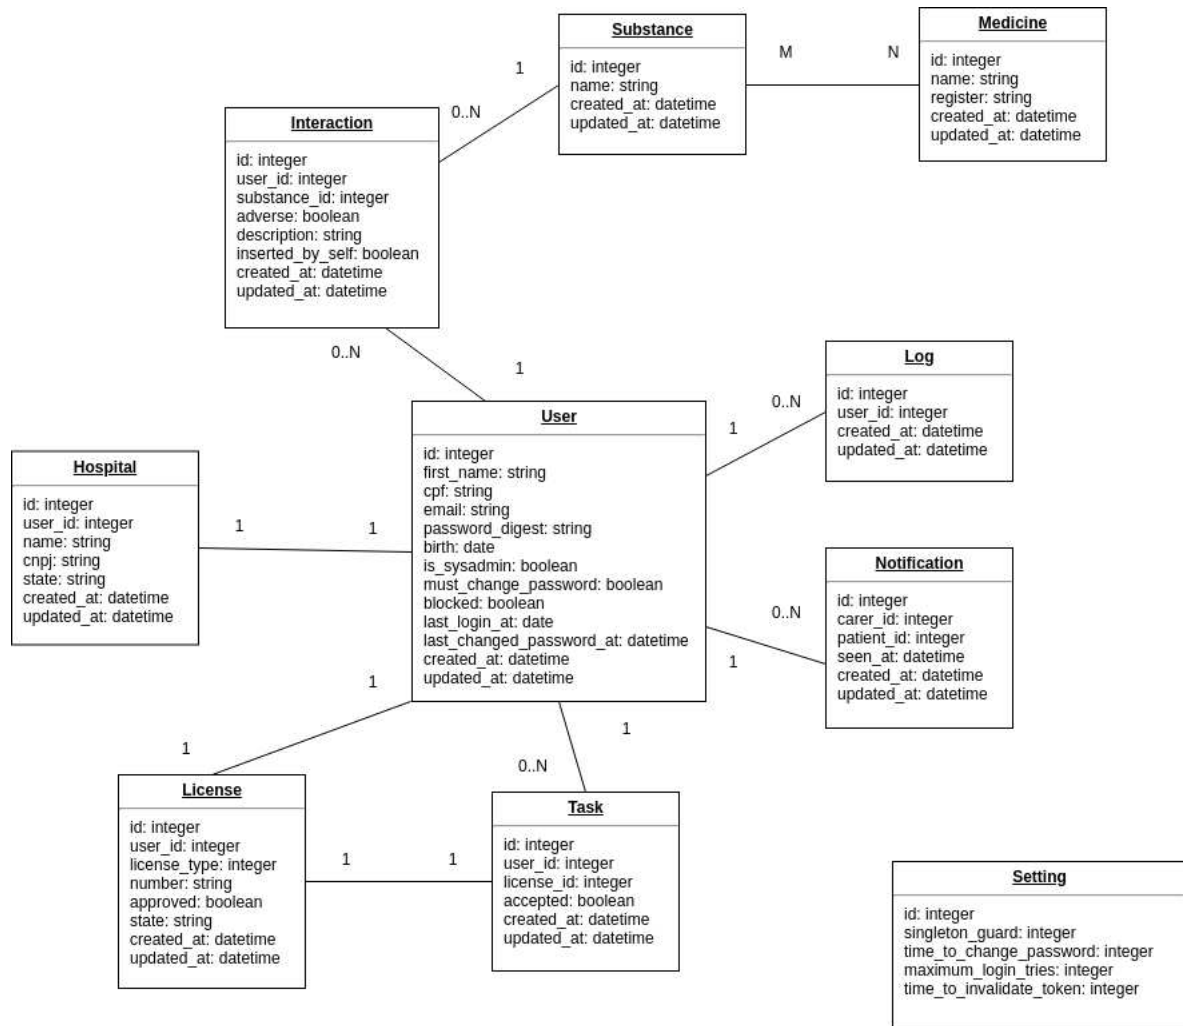 Substance
id: integer
name: string
created_at: datetime
updated_at: datetime
M
N
Medicine
id: integer
name: string
register: string
created_at: datetime
updated_at: datetime
1
0..N
Interaction
id: integer
user_id: integer
substance_id: integer
adverse: boolean
description: string
inserted_by_self: boolean
created_at: datetime
updated_at: datetime
0..N
1
User
id: integer
first_name: string
cpf: string
email: string
password_digest: string
birth: date
is_sysadmin: boolean
must_change_password: boolean
blocked: boolean
last_login_at: date
last_changed_password_at: datetime
created_at: datetime
updated_at: datetime
1
0..N
Log
id: integer
user_id: integer
created_at: datetime
updated_at: datetime
Hospital
id: integer
user_id: integer
name: string
cnpj: string
state: string
created_at: datetime
updated_at: datetime
1
1
0..N
1
Notification
id: integer
carer_id: integer
patient_id: integer
seen_at: datetime
created_at: datetime
updated_at: datetime
1
1
License
id: integer
user_id: integer
license_type: integer
number: string
approved: boolean
state: string
created_at: datetime
updated_at: datetime
1
1
1
0..N
Task
id: integer
user_id: integer
license_id: integer
accepted: boolean
created_at: datetime
updated_at: datetime
Setting
id: integer
singleton_guard: integer
time_to_change_password: integer
maximum_login_tries: integer
time_to_invalidate_token: integer